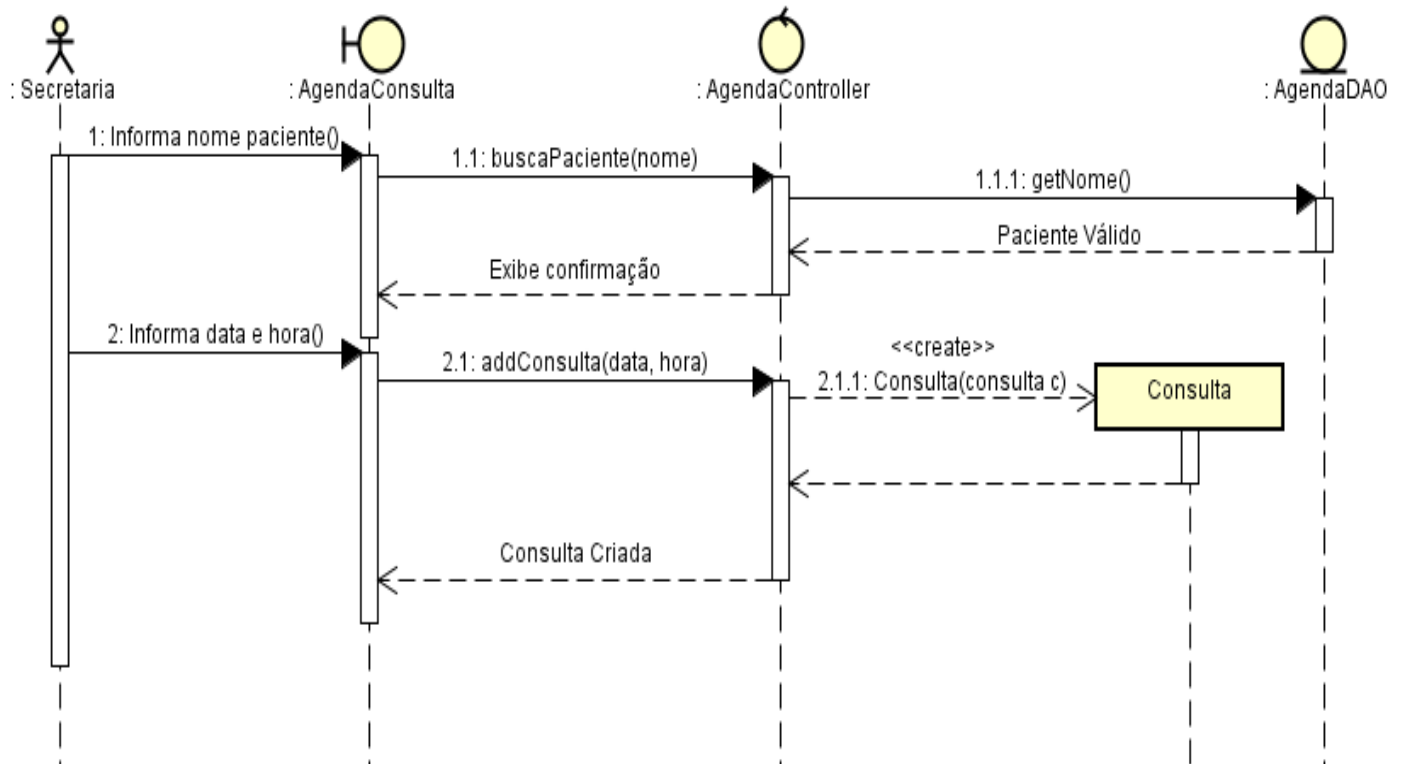 : Secretaria
: AgendaConsulta
: AgendaController
: AgendaDAO
1: Informa nome paciente()
1.1: buscaPaciente(nome)
1.1.1: getNome()
Paciente Válido
Exibe confirmação
2: Informa data e hora()
2.1: addConsulta(data, hora)
<<create>>
2.1.1: Consulta(consulta c)
Consulta
Consulta Criada